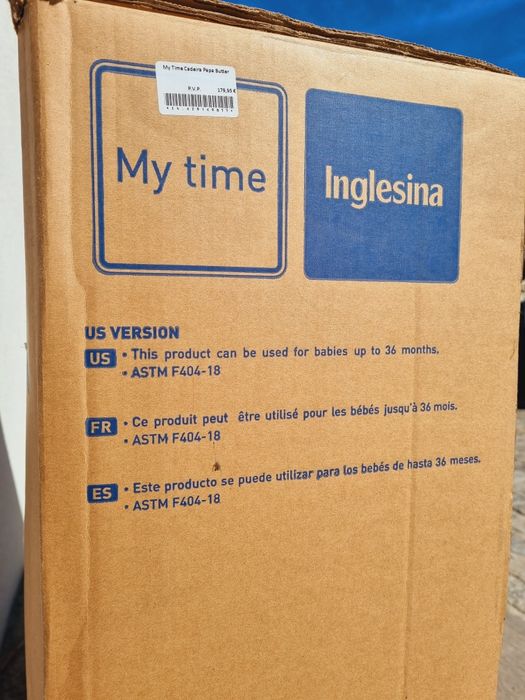 My Time Cadeira Papa Butter
P.V.P. 179,95 €
My time
Inglesina
US VERSION
US • This product can be used for babies up to 36 months.
• ASTM F404-18
FR • Ce produit peut être utilisé pour les bébés jusqu'à 36 mois.
• ASTM F404-18
ES • Este producto se puede utilizar para los bebés de hasta 36 meses.
• ASTM F404-18